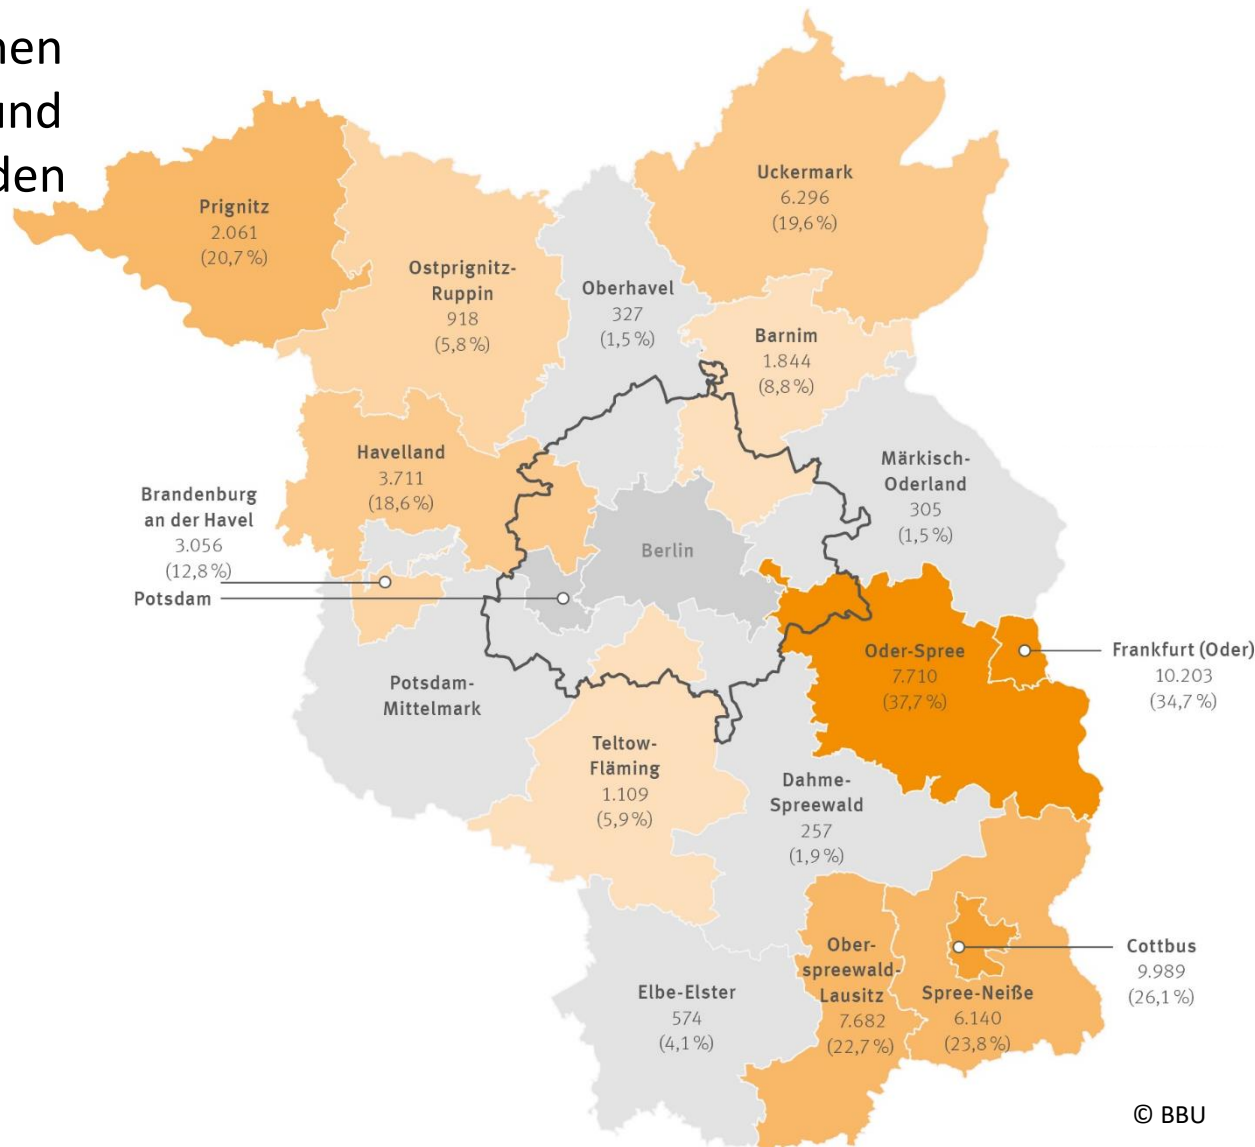 Uckermark
6.296
(19,6 %)
Prignitz
2.061
(20,7 %)
Ostprignitz-
Ruppin
918
(5,8 %)
Oberhavel
327
(1,5 %)
Barnim
1.844
(8,8 %)
Havelland
3.711
(18,6 %)
Märkisch-
Oderland
305
(1,5 %)
Brandenburg
an der Havel
3.056
(12,8 %)
Berlin
Potsdam
Oder-Spree
7.710
(37,7 %)
Frankfurt (Oder)
10.203
(34,7 %)
Potsdam-
Mittelmark
Teltow-
Fläming
1.109
(5,9 %)
Dahme-
Spreewald
257
(1,9 %)
Cottbus
9.989
(26,1 %)
Ober-
spreewald-
Lausitz
7.682
(22,7 %)
Spree-Neiße
6.140
(23,8 %)
Elbe-Elster
574
(4,1 %)
© BBU